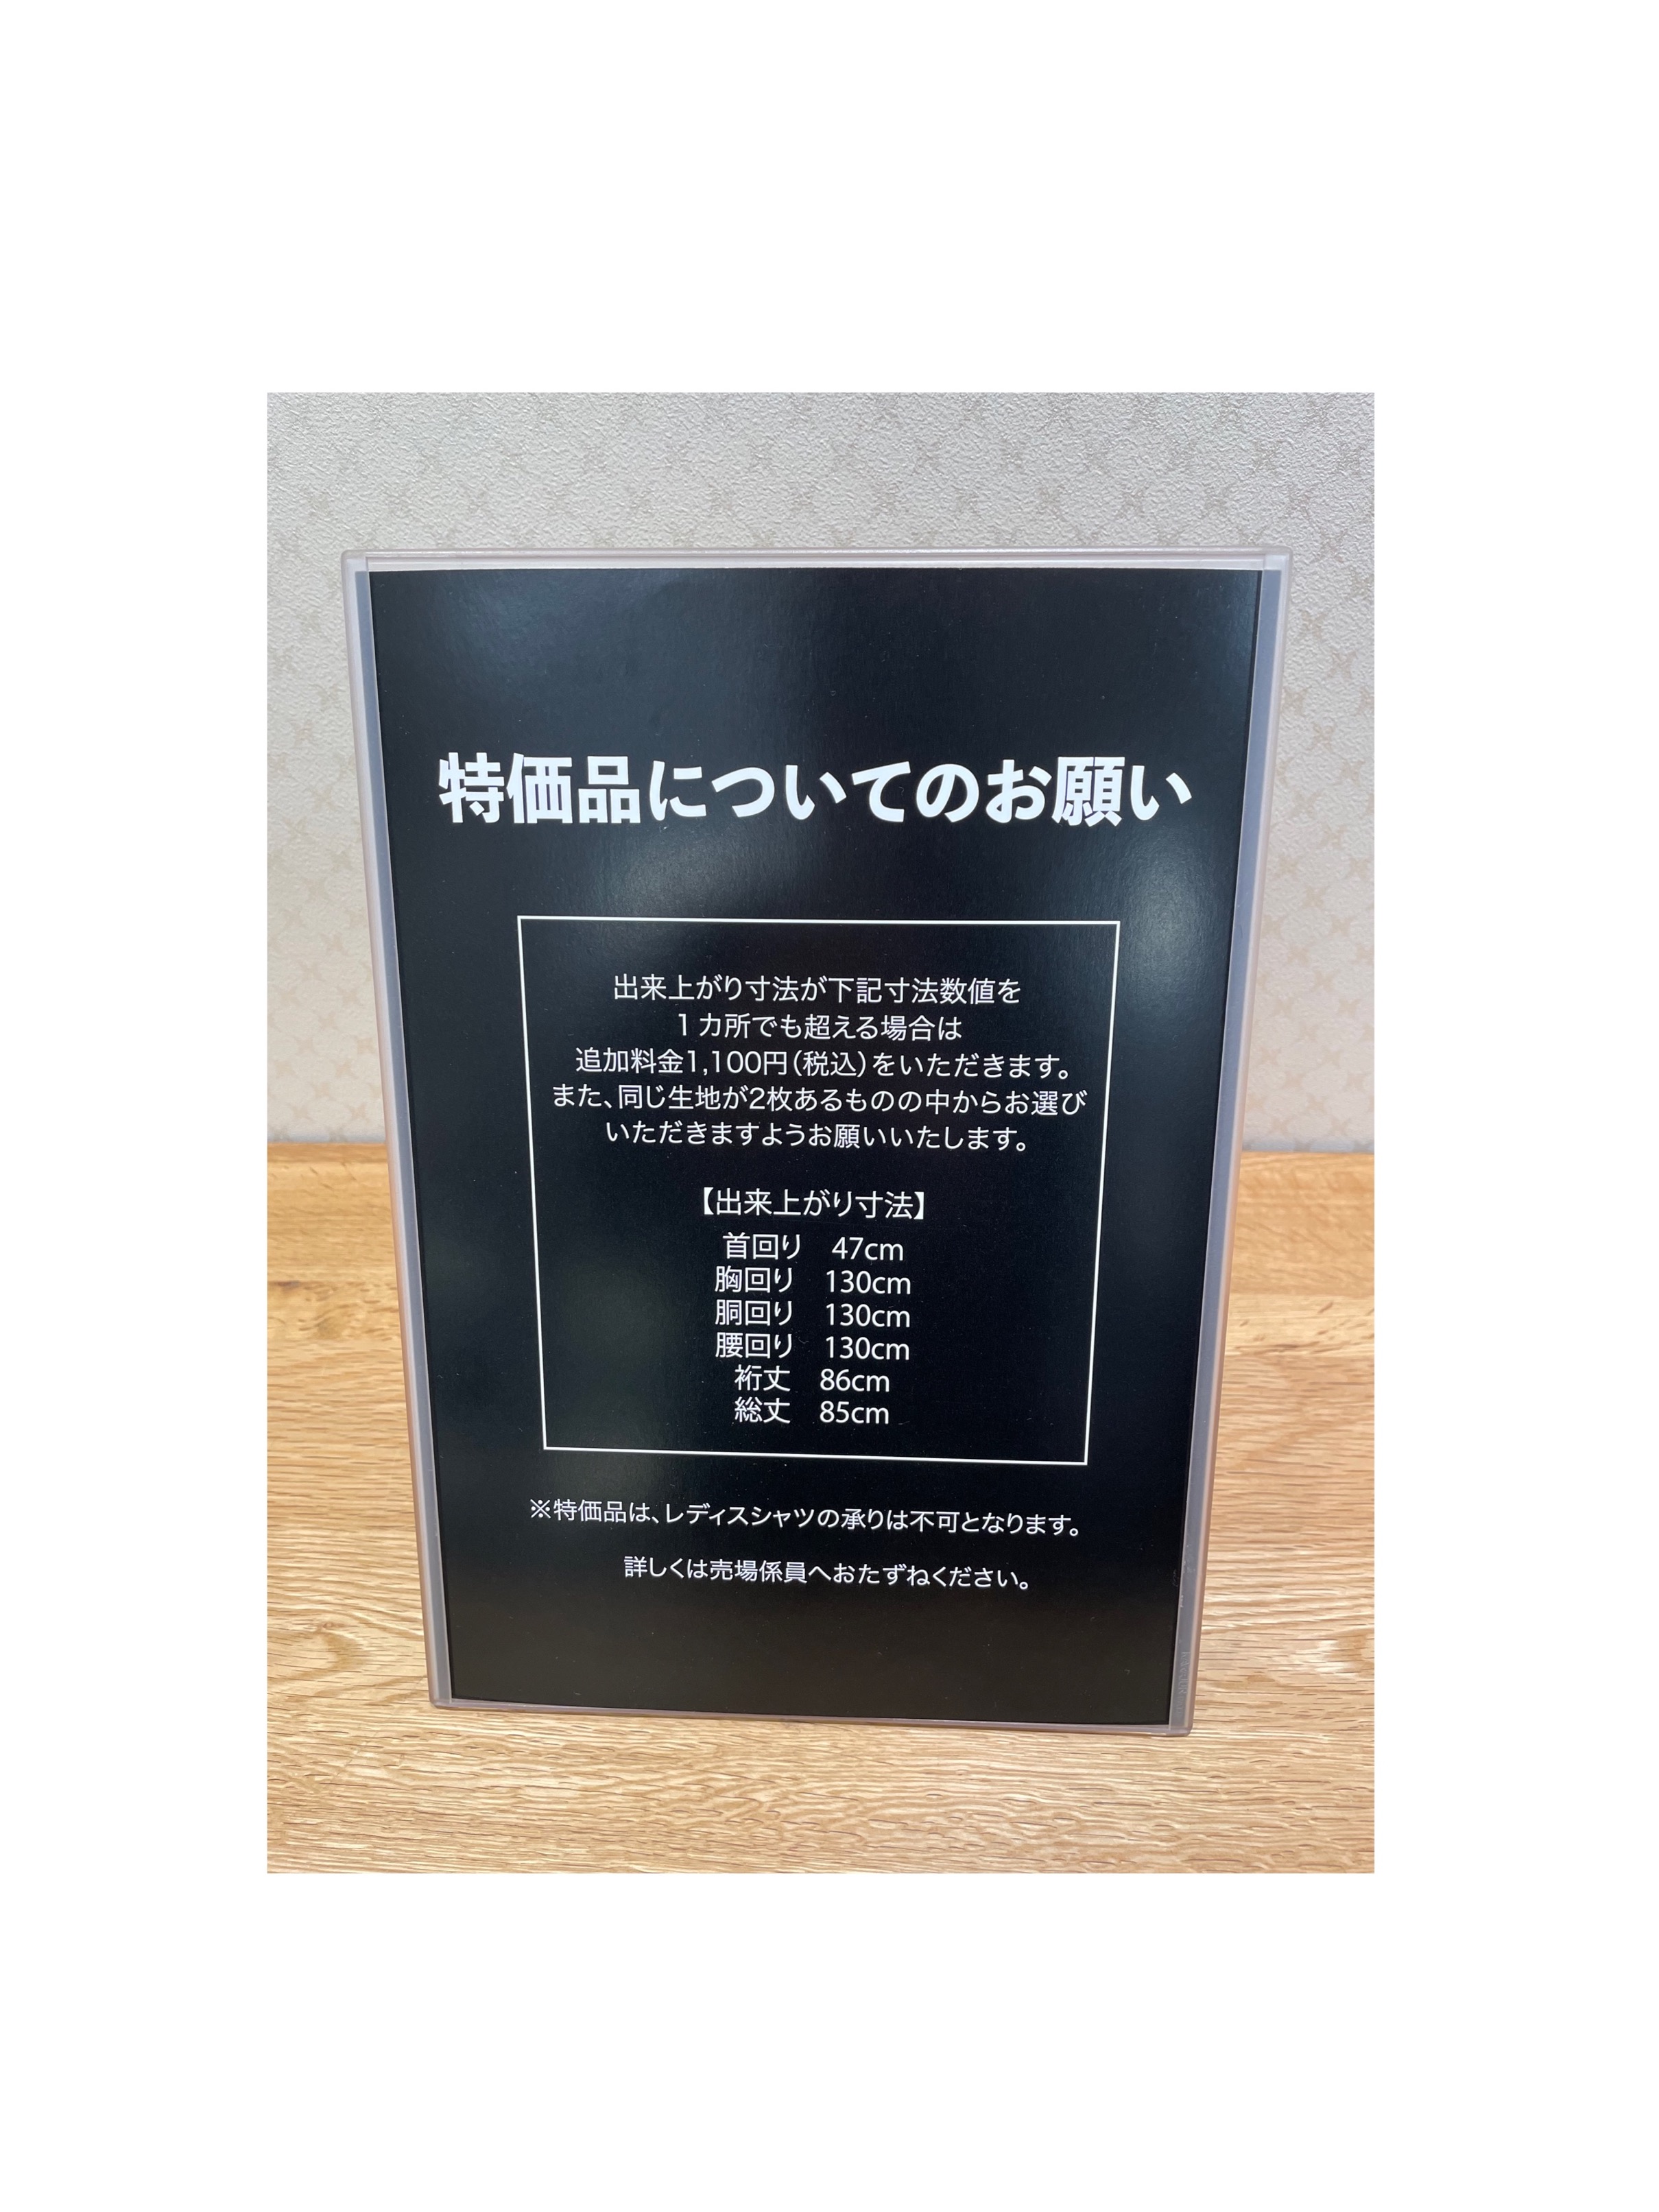 特価品についてのお願い
出来上がり寸法が下記寸法数値を
1カ所でも超える場合は
追加料金1,100円(税込)をいただきます。
また、同じ生地が2枚あるものの中からお選び
いただきますようお願いいたします。
【出来上がり寸法】
首回り　47cm
胸回り　130cm
胴回り　130cm
腰回り　130cm
裄丈　86cm
総丈　85cm
※特価品は、レディスシャツの承りは不可となります。
詳しくは売場係員へおたずねください。